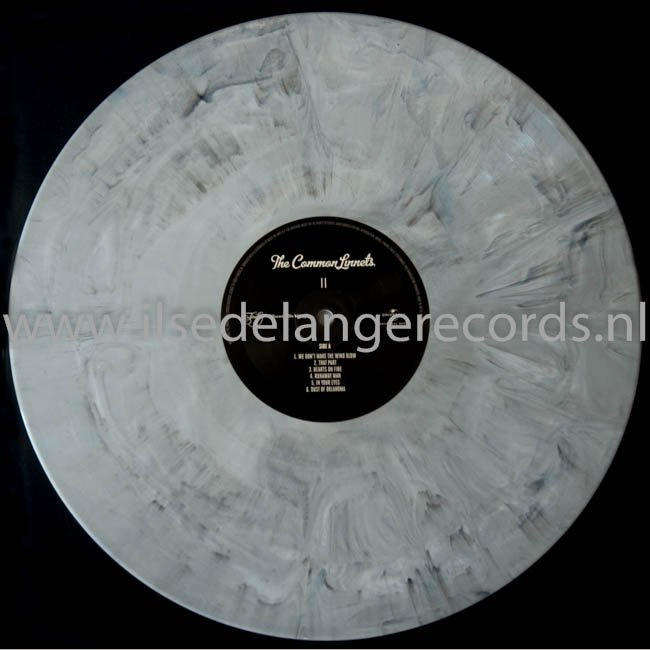 The Common Linnets
II
www.ilsedelangerecords.nl
SIDE A
1. WE DON'T MAKE THE WIND BLOW
2. THAT PART
3. HEARTS ON FIRE
4. RUNAWAY MAN
5. IN YOUR EYES
6. DUST OF OKLAHOMA